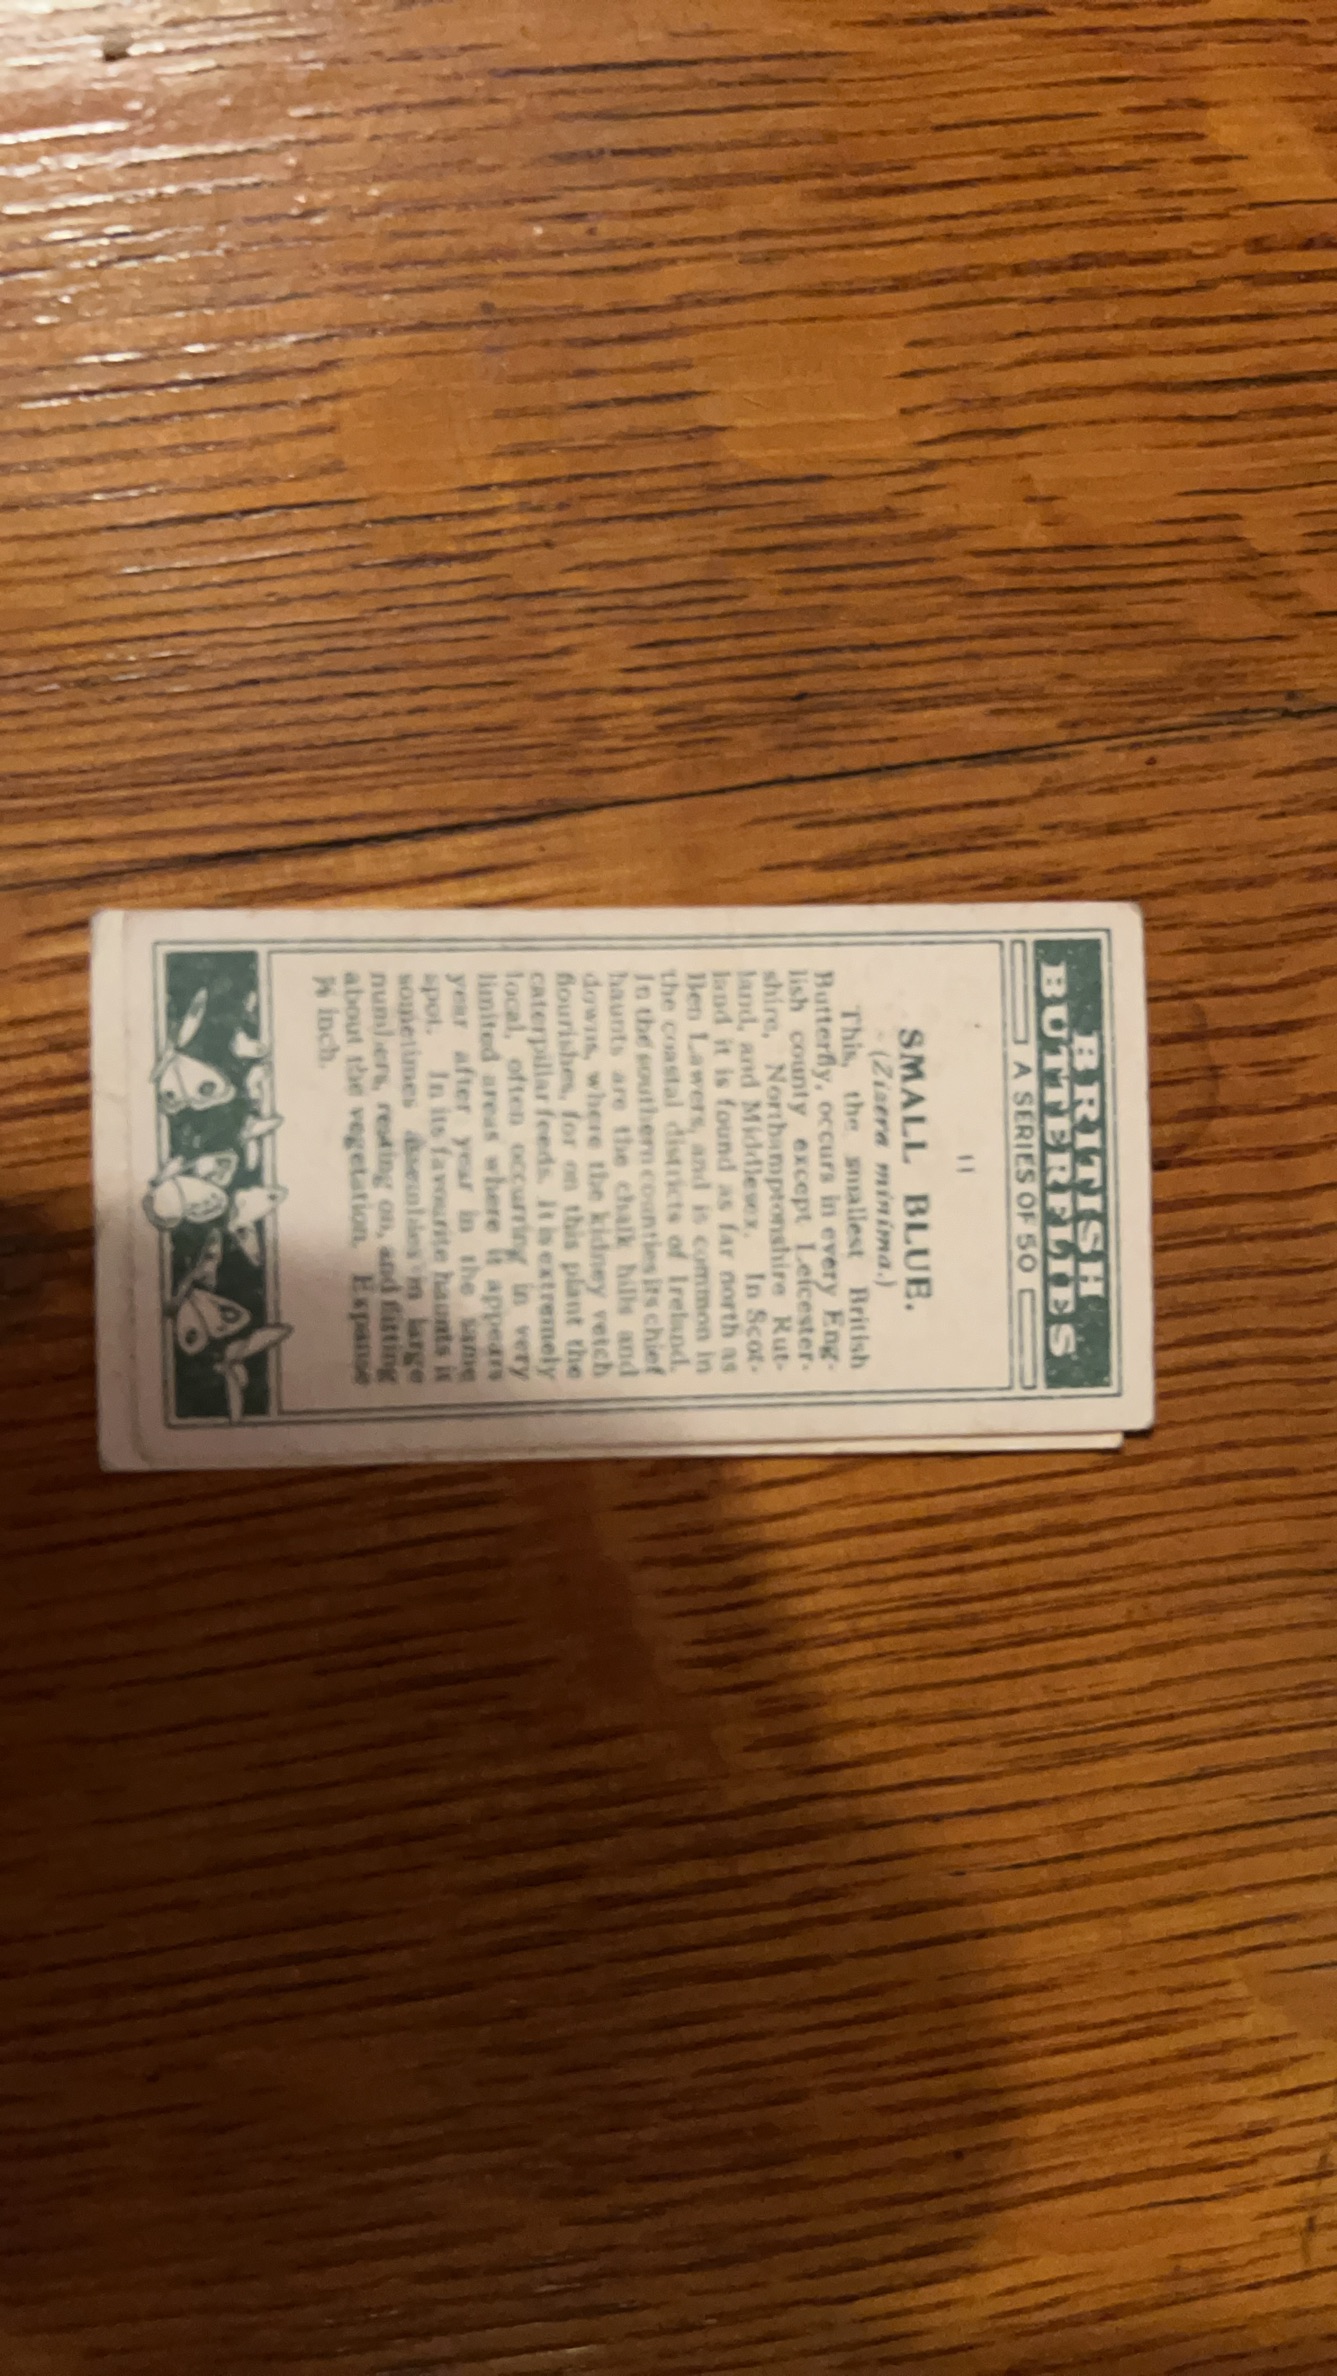 BRITISH
BUTTERFLIES
A SERIES OF 50
11
SMALL BLUE.
(Zizera minima.)
This, the smallest British
Butterfly, occurs in every Eng-
lish county except Leicester-
shire, Northamptonshire Rut-
land, and Middlesex. In Scot-
land it is found as far north as
Ben Lawers, and is common in
the coastal districts of Ireland.
In the southern counties its chief
haunts are the chalk hills and
downs, where the kidney vetch
flourishes, for on this plant the
caterpillar feeds. It is extremely
local, often occurring in very
limited areas where it appears
year after year in the same
spot. In its favourite haunts it
sometimes assembles in large
numbers, resting on, and flitting
about the vegetation. Expanse
inch.